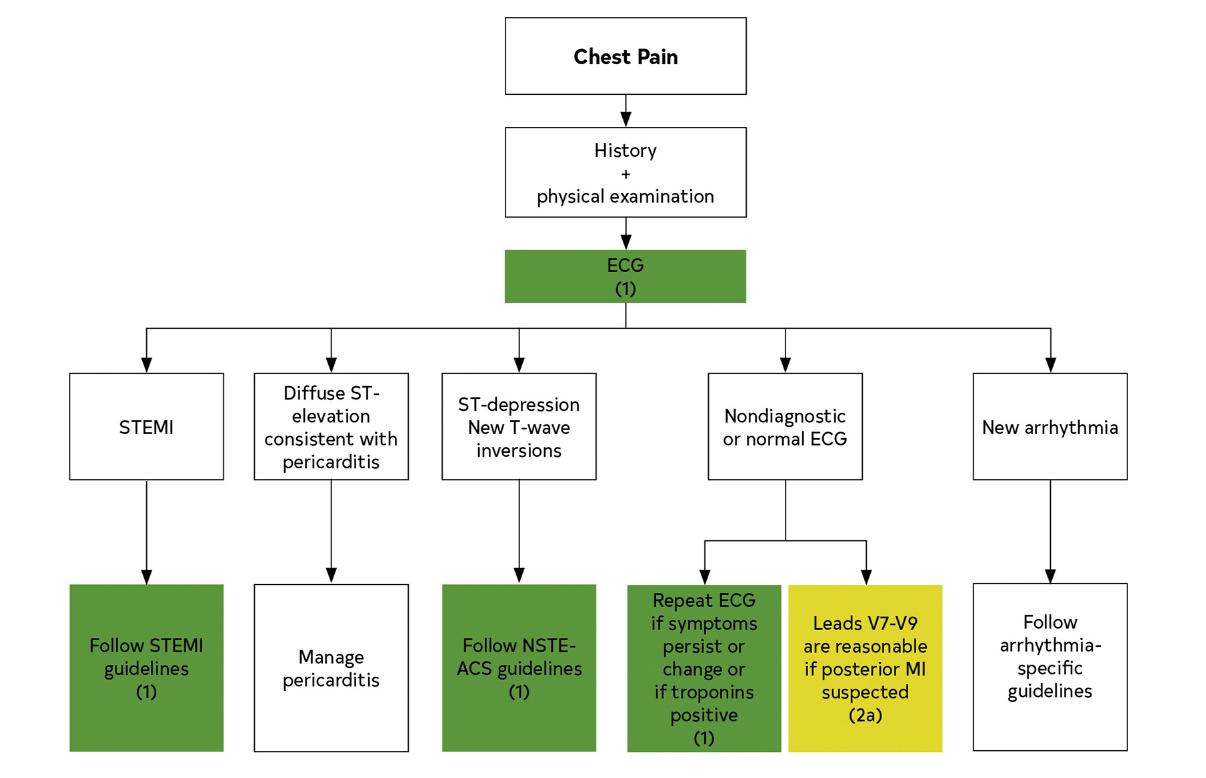 Chest Pain
History
+
physical examination
ECG
(1)
STEMI
Diffuse ST-
elevation
consistent with
pericarditis
ST-depression
New T-wave
inversions
Nondiagnostic
or normal ECG
New arrhythmia
Follow STEMI
guidelines
(1)
Manage
pericarditis
Follow NSTE-
ACS guidelines
(1)
Repeat ECG
if symptoms
persist or
change or
if troponins
positive
(1)
Leads V7-V9
are reasonable
if posterior MI
suspected
(2a)
Follow
arrhythmia-
specific
guidelines